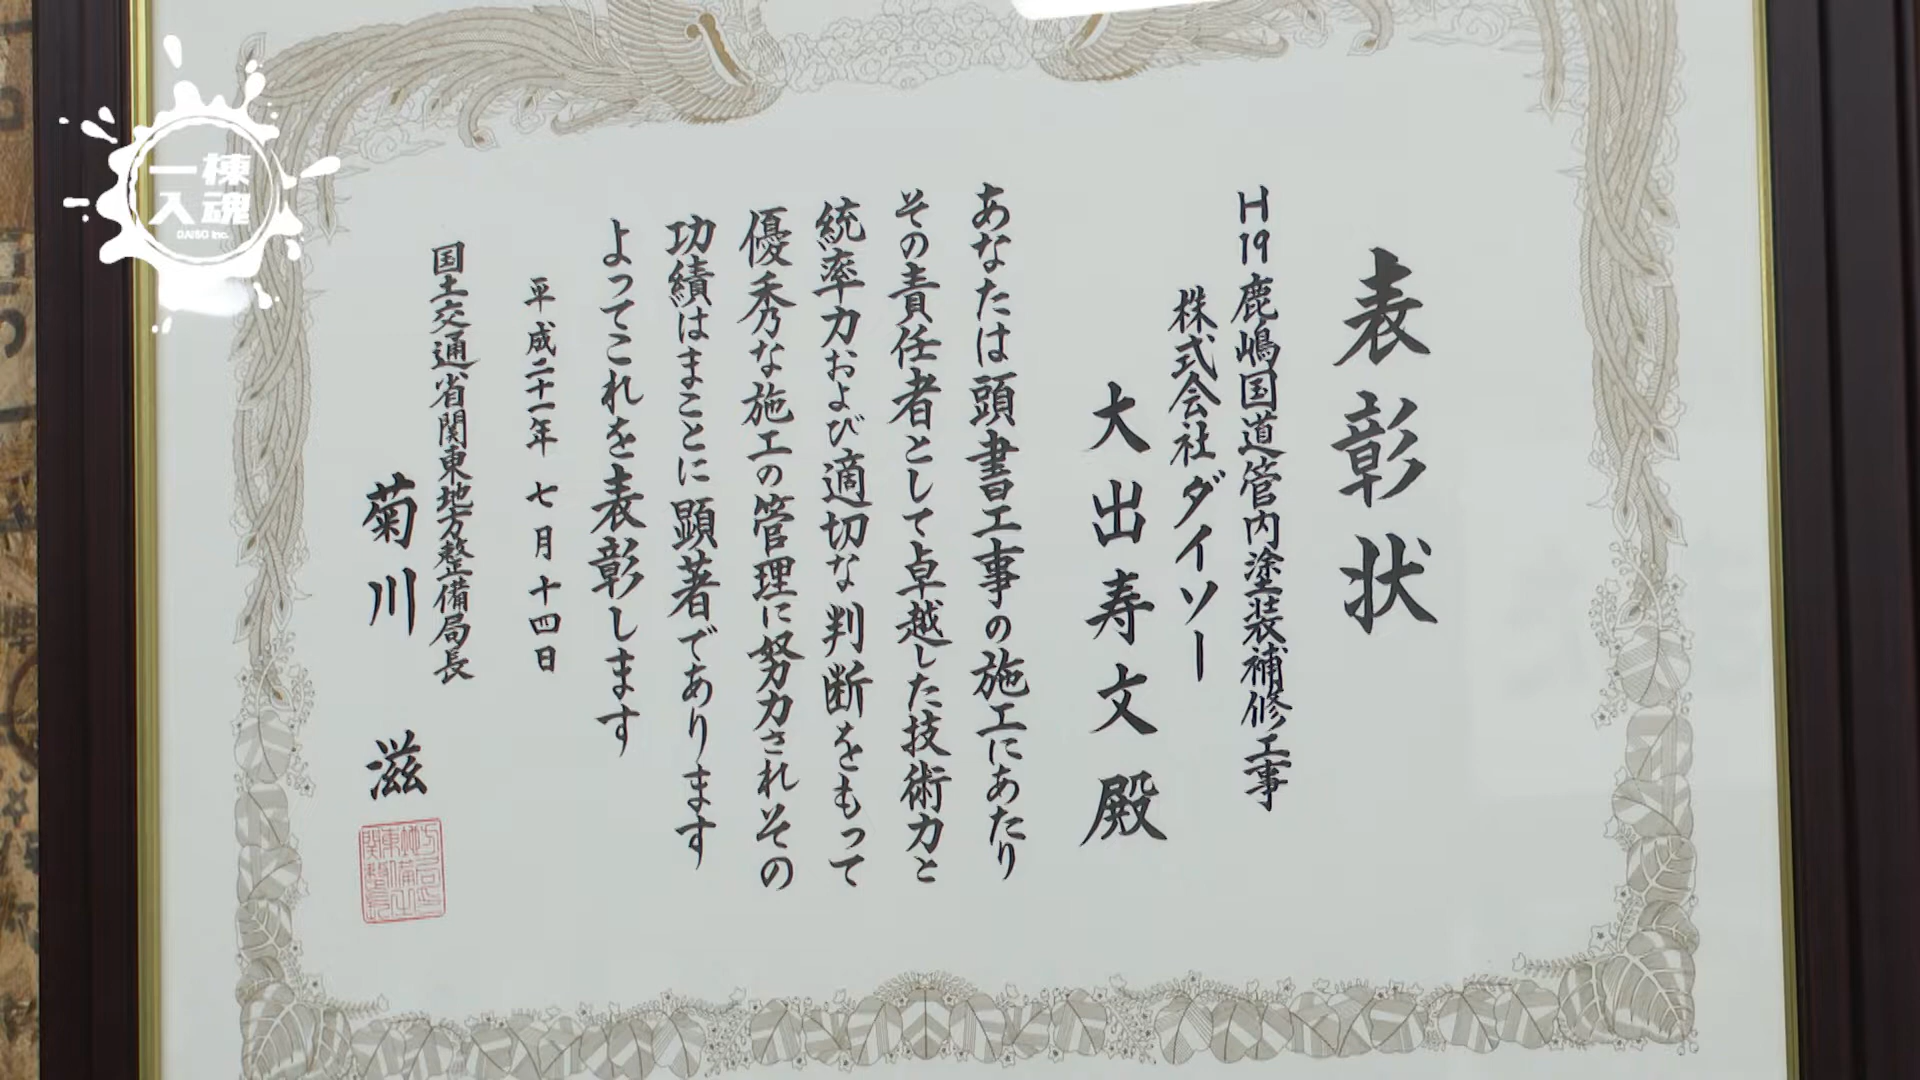 表彰状
H19鹿嶋国道管内塗装補修工事
株式会社ダイソー
大出寿文殿
あなたは頭書工事の施工にあたり
その責任者として卓越した技術力と
統率力および適切な判断をもって
優秀な施工の管理に努力されその
功績はまことに顕著であります
よってこれを表彰します
平成二十一年七月十四日
国土交通省関東地方整備局長
菊川滋
一棟
入魂
DAISO Inc.